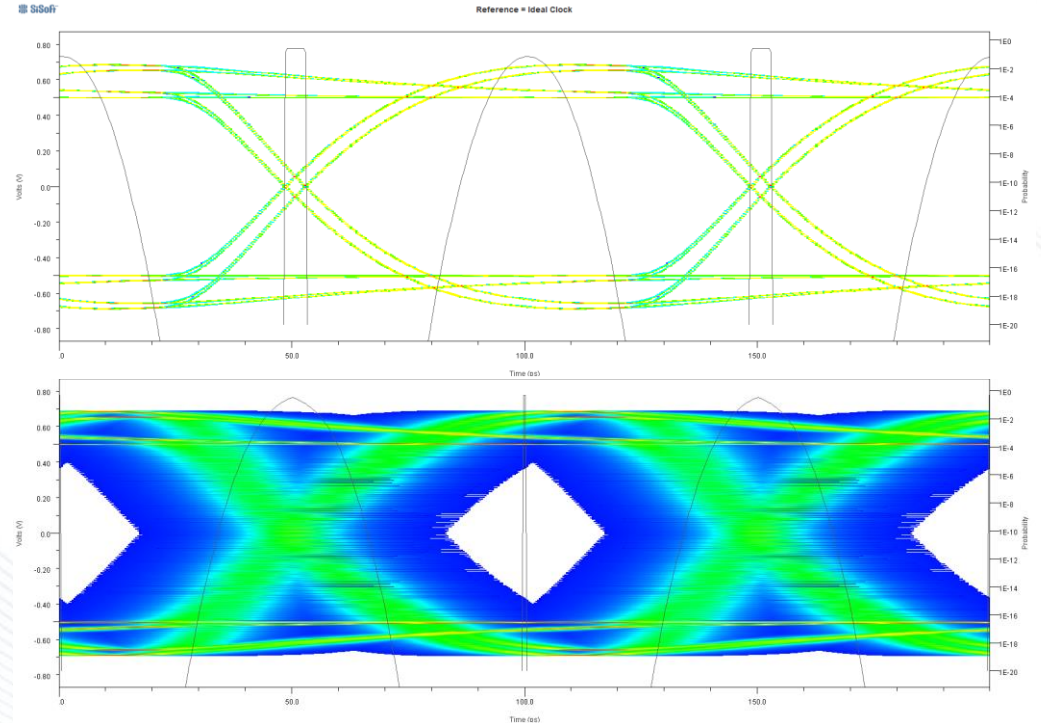 SiSoft
Reference = Ideal Clock
0.80
0.60
0.40
0.20
0.0
-0.20
-0.40
-0.60
-0.80
Volts (V)
1E0
1E-2
1E-4
1E-6
1E-8
1E-10
1E-12
1E-14
1E-16
1E-18
1E-20
Probability
.0
50.0
100.0
150.0
Time (ps)
0.80
0.60
0.40
0.20
0.0
-0.20
-0.40
-0.60
-0.80
Volts (V)
1E0
1E-2
1E-4
1E-6
1E-8
1E-10
1E-12
1E-14
1E-16
1E-18
1E-20
Probability
.0
50.0
100.0
150.0
Time (ps)